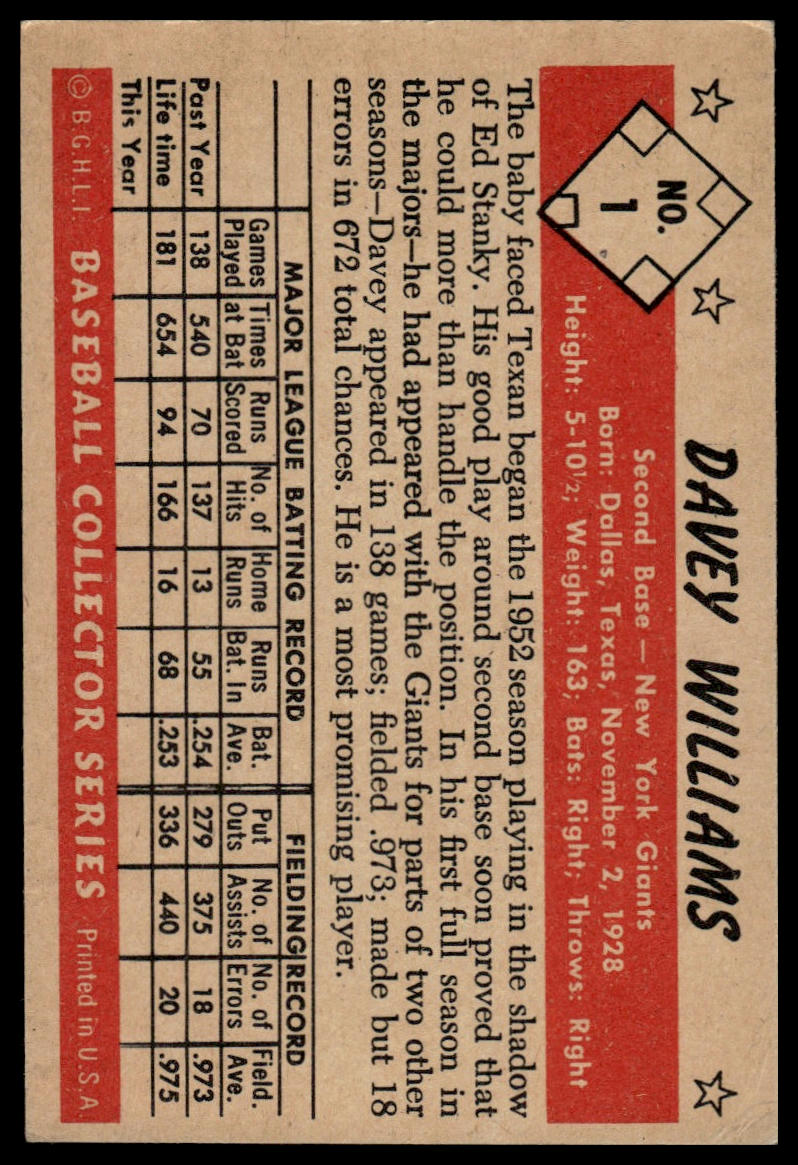 DAVEY WILLIAMS
NO.
1
Second Base — New York Giants
Born: Dallas, Texas, November 2, 1928
Height: 5-10½; Weight: 163; Bats: Right; Throws: Right
The baby faced Texan began the 1952 season playing in the shadow
of Ed Stanky. His good play around second base soon proved that
he could more than handle the position. In his first full season in
the majors—he had appeared with the Giants for parts of two other
seasons—Davey appeared in 138 games; fielded .973; made but 18
errors in 672 total chances. He is a most promising player.
MAJOR LEAGUE BATTING RECORD FIELDING RECORD
Games Times Runs No. of Home Runs Bat. Put No. of No. of Field.
Played at Bat Scored Hits Runs Bat. In Ave. Outs Assists Errors Ave.
Past Year 138 540 70 137 13 55 .254 279 375 18 .973
Life time 181 654 94 166 16 68 .253 336 440 20 .975
This Year
© B.G.H.L.I. BASEBALL COLLECTOR SERIES Printed in U.S.A.